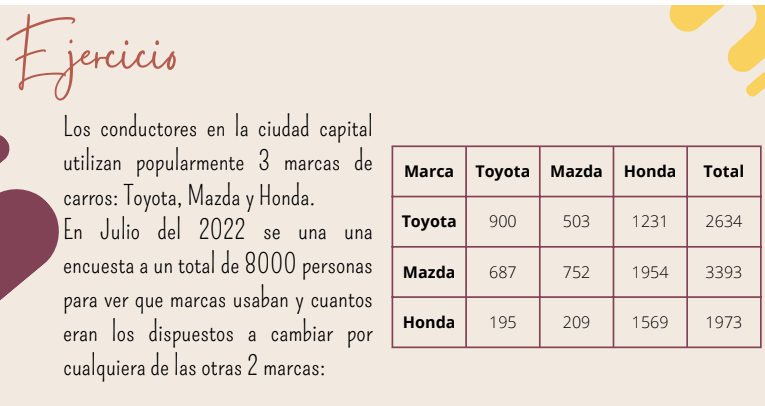 Ejercicio
Los conductores en la ciudad capital
utilizan popularmente 3 marcas de
carros: Toyota, Mazda y Honda.
En Julio del 2022 se una una
encuesta a un total de 8000 personas
para ver que marcas usaban y cuantos
eran los dispuestos a cambiar por
cualquiera de las otras 2 marcas:
Marca Toyota Mazda Honda Total
Toyota 900 503 1231 2634
Mazda 687 752 1954 3393
Honda 195 209 1569 1973